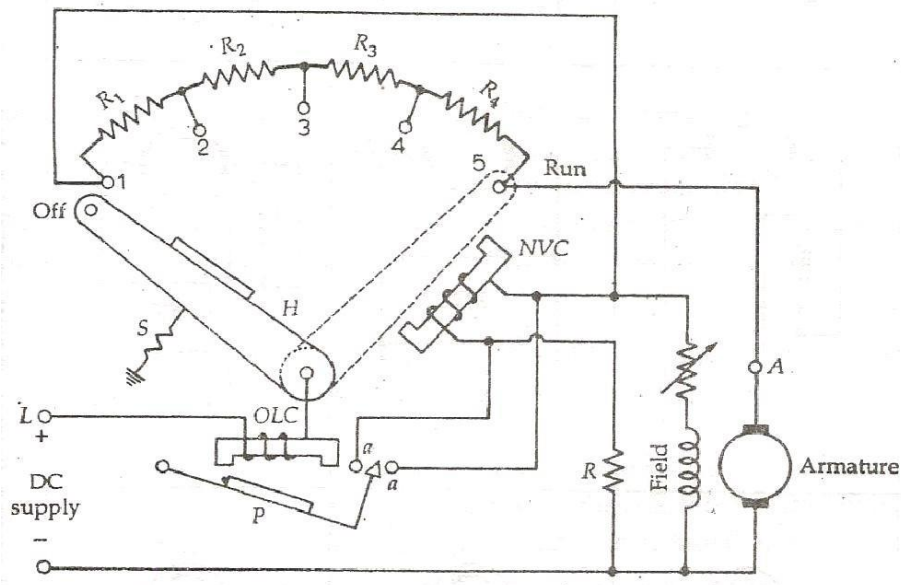 R₁
R₂
R₃
R₄
1
2
3
4
5
Run
Off
NVC
H
S
A
L
+
OLC
a
a
DC
supply
P
R
Field
Armature
−